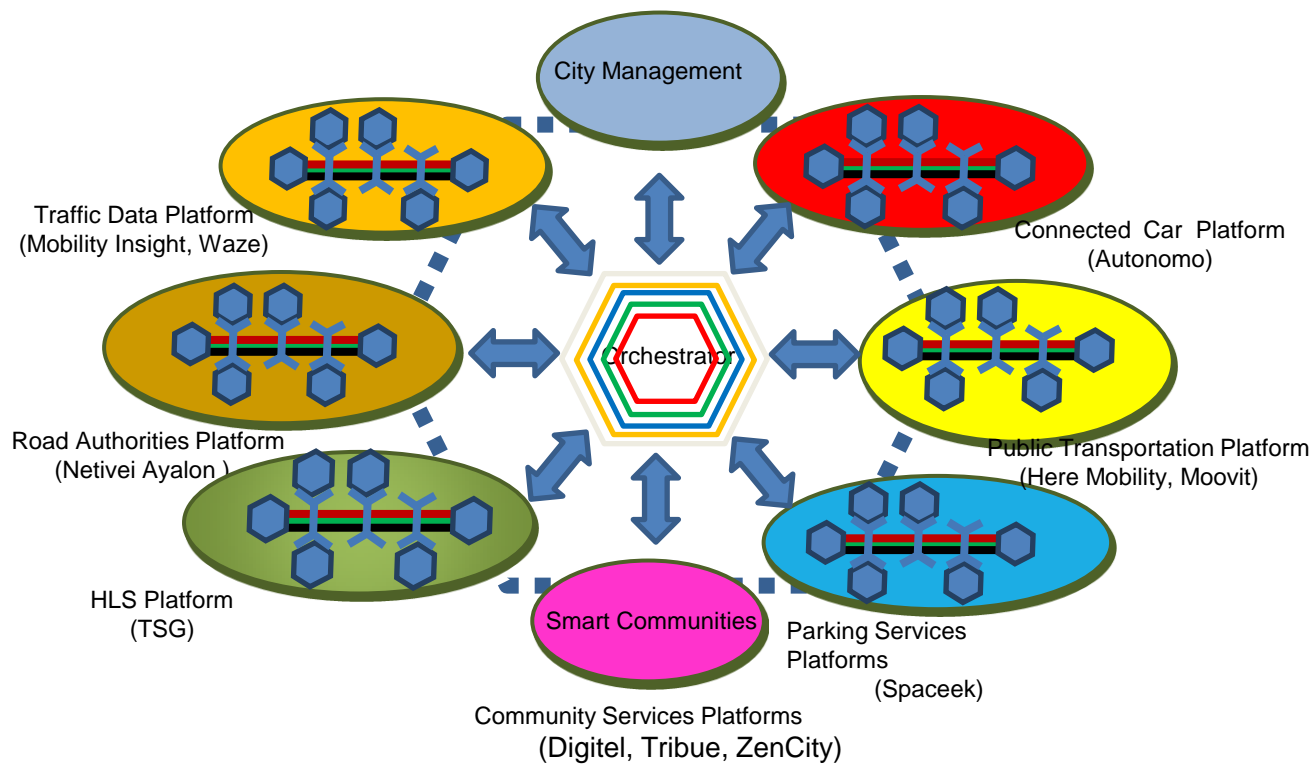 City Management
Traffic Data Platform
(Mobility Insight, Waze)
Connected Car Platform
(Autonomo)
Orchestrator
Road Authorities Platform
(Netivei Ayalon )
Public Transportation Platform
(Here Mobility, Moovit)
HLS Platform
(TSG)
Smart Communities
Parking Services
Platforms
(Spaceek)
Community Services Platforms
(Digitel, Tribue, ZenCity)